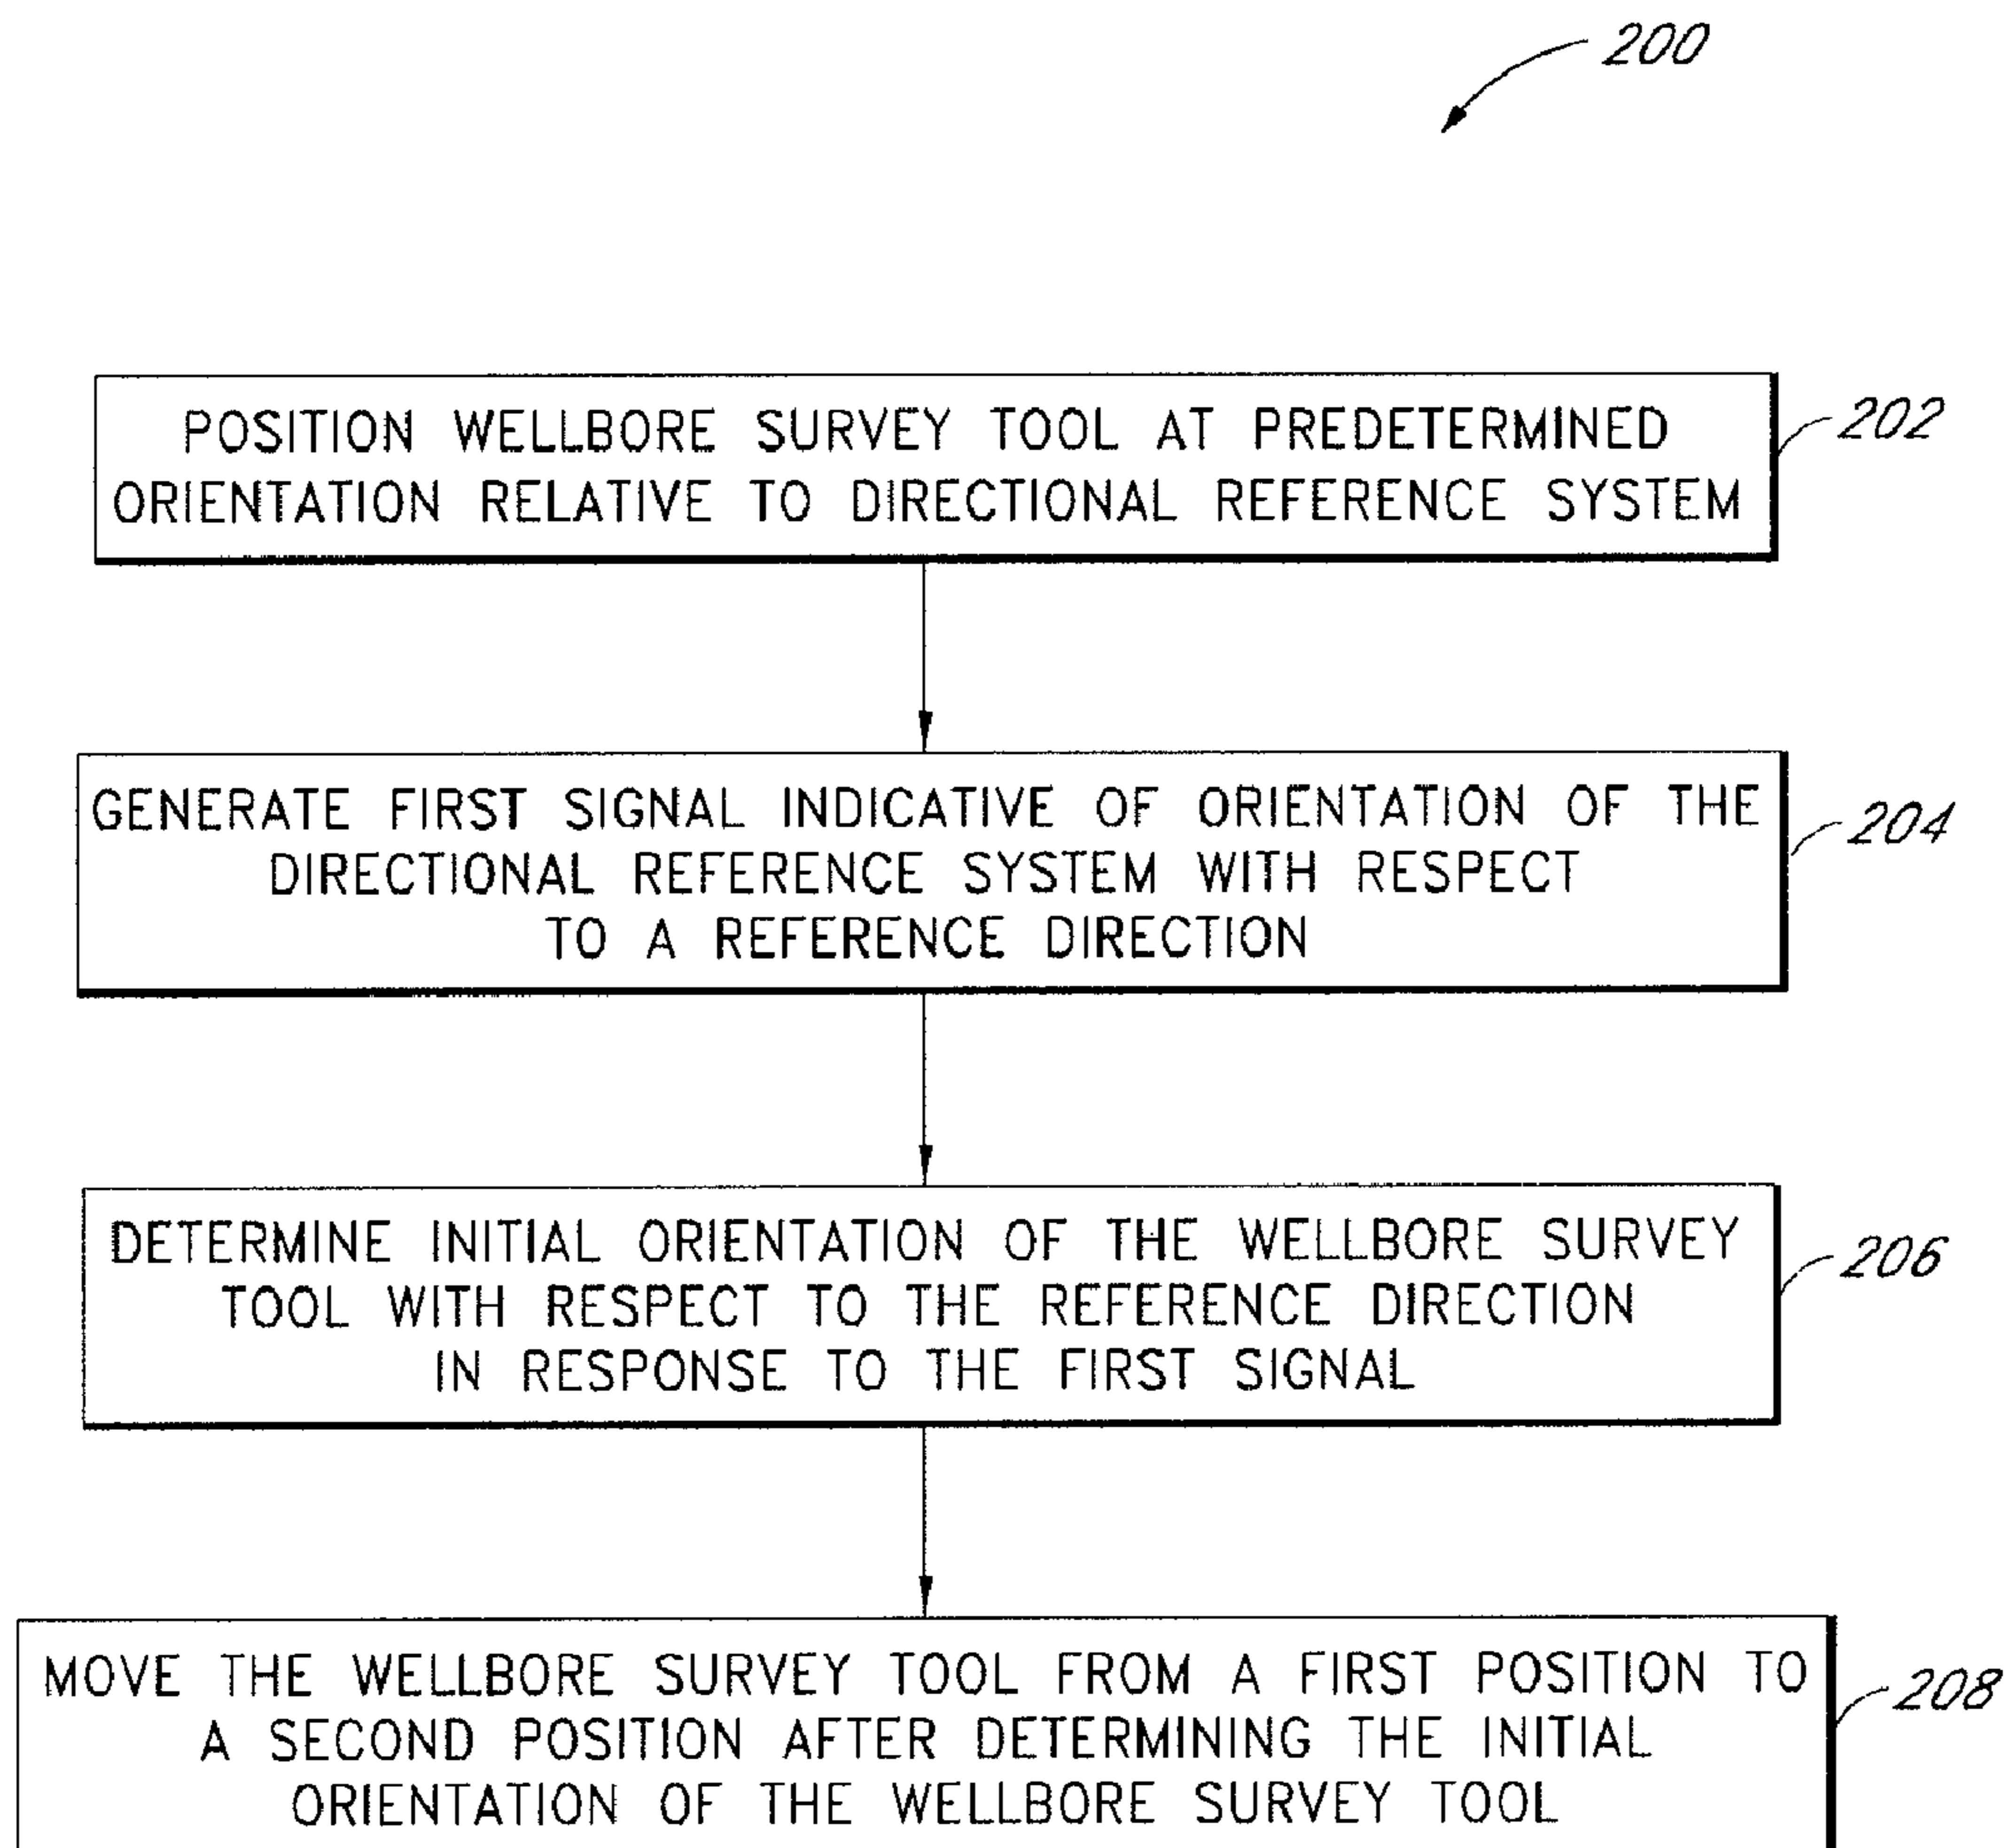 200
POSITION WELLBORE SURVEY TOOL AT PREDETERMINED
ORIENTATION RELATIVE TO DIRECTIONAL REFERENCE SYSTEM
202
GENERATE FIRST SIGNAL INDICATIVE OF ORIENTATION OF THE
DIRECTIONAL REFERENCE SYSTEM WITH RESPECT
TO A REFERENCE DIRECTION
204
DETERMINE INITIAL ORIENTATION OF THE WELLBORE SURVEY
TOOL WITH RESPECT TO THE REFERENCE DIRECTION
IN RESPONSE TO THE FIRST SIGNAL
206
MOVE THE WELLBORE SURVEY TOOL FROM A FIRST POSITION TO
A SECOND POSITION AFTER DETERMINING THE INITIAL
ORIENTATION OF THE WELLBORE SURVEY TOOL
208